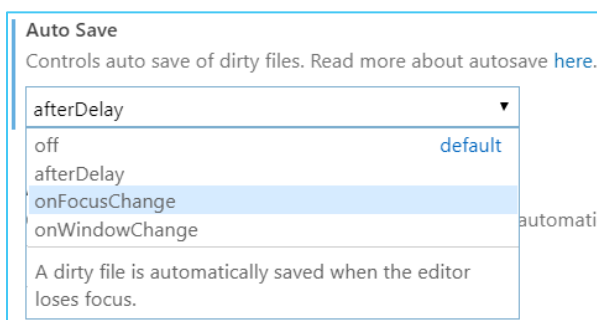 Auto Save
Controls auto save of dirty files. Read more about autosave here.
afterDelay
off default
afterDelay
onFocusChange
onWindowChange
automati
A dirty file is automatically saved when the editor
loses focus.